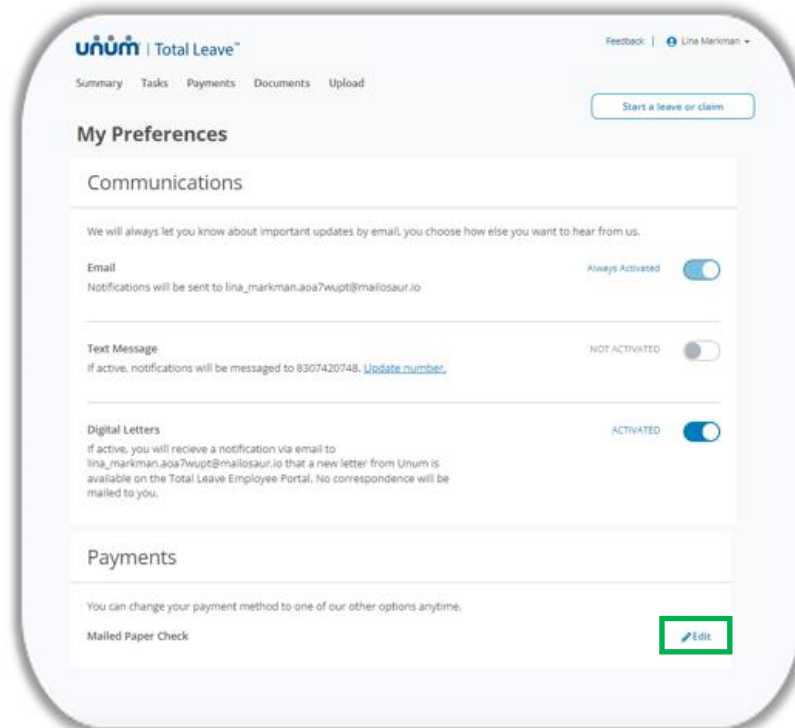 unum | Total Leave™
Feedback | Lina Markman
Summary Tasks Payments Documents Upload
Start a leave or claim
My Preferences
Communications
We will always let you know about important updates by email, you choose how else you want to hear from us.
Email
Always Activated
Notifications will be sent to lina_markman.aoa7wupt@mailosaur.io
Text Message
NOT ACTIVATED
If active, notifications will be messaged to 8307420748. Update number.
Digital Letters
ACTIVATED
If active, you will recieve a notification via email to
lina_markman.aoa7wupt@mailosaur.io that a new letter from Unum is
available on the Total Leave Employee Portal. No correspondence will be
mailed to you.
Payments
You can change your payment method to one of our other options anytime.
Mailed Paper Check
Edit